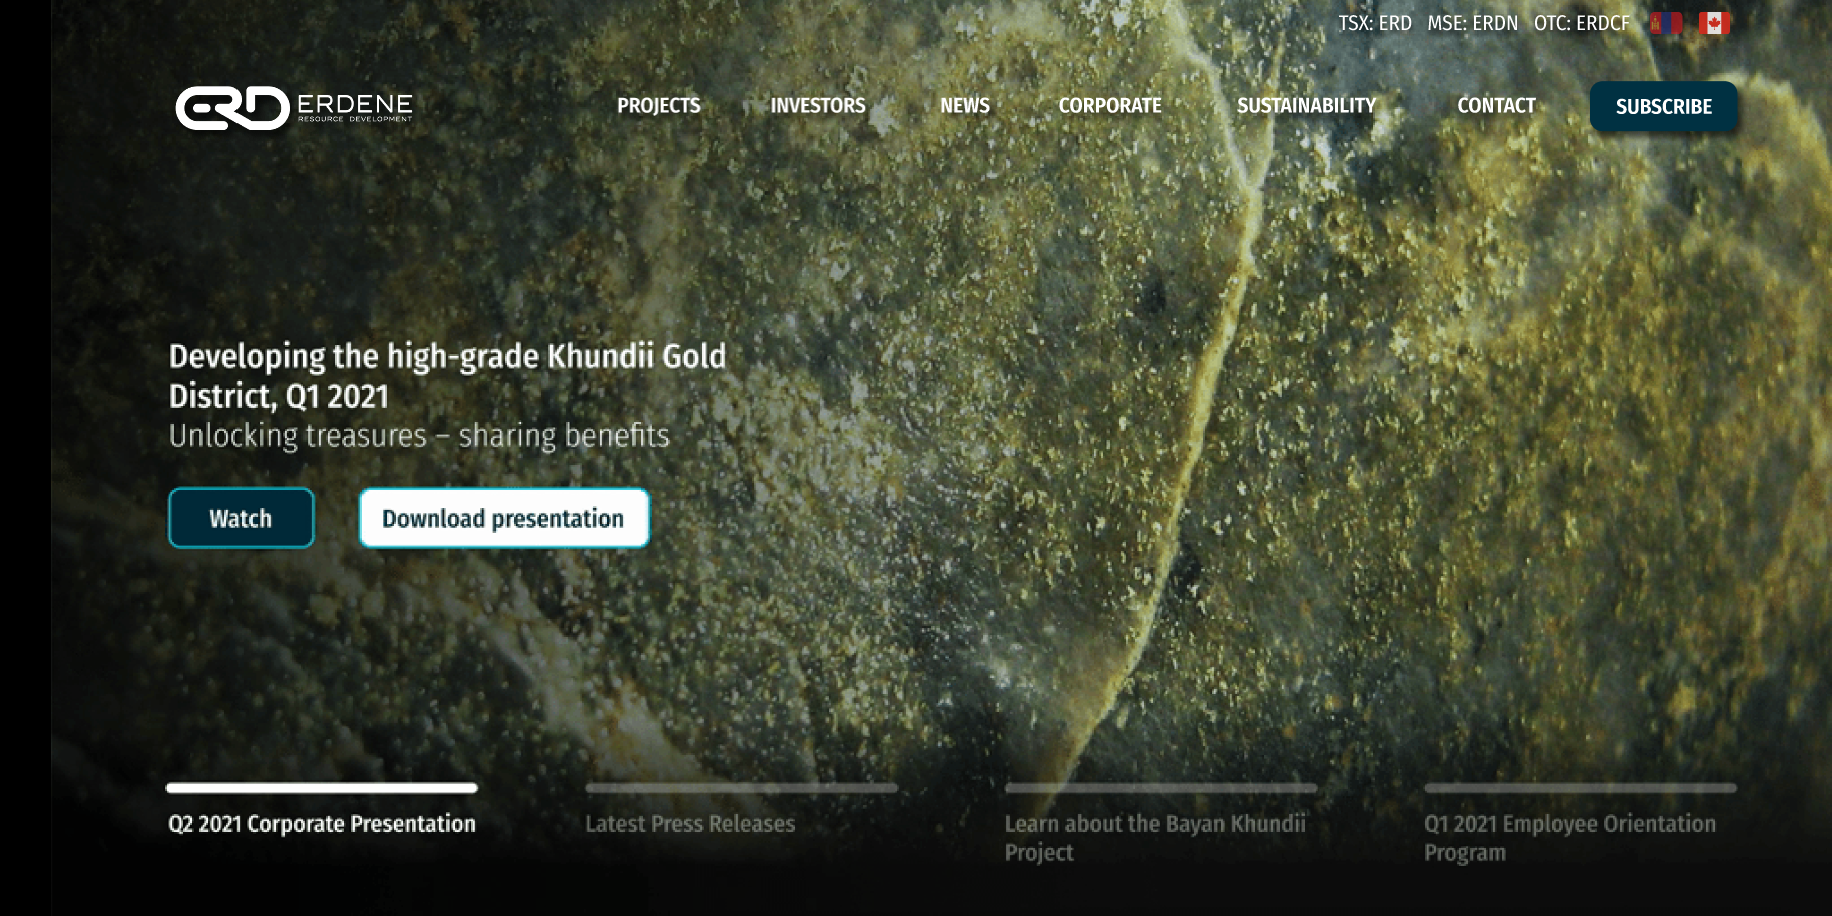 TSX: ERD MSE: ERDN OTC: ERDCF
ERD ERDENE
RESOURCE DEVELOPMENT
PROJECTS INVESTORS NEWS CORPORATE SUSTAINABILITY CONTACT SUBSCRIBE
Developing the high-grade Khundii Gold
District, Q1 2021
Unlocking treasures – sharing benefits
Watch Download presentation
Q2 2021 Corporate Presentation
Latest Press Releases
Learn about the Bayan Khundii
Project
Q1 2021 Employee Orientation
Program